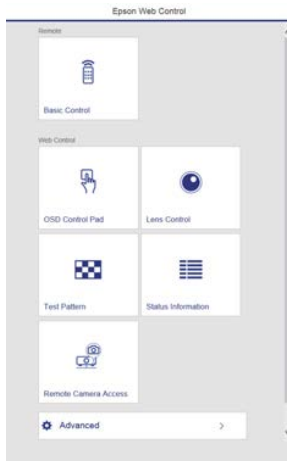 Epson Web Control
Remote
Basic Control
Web Control
OSD Control Pad
Lens Control
Test Pattern
Status Information
Remote Camera Access
Advanced